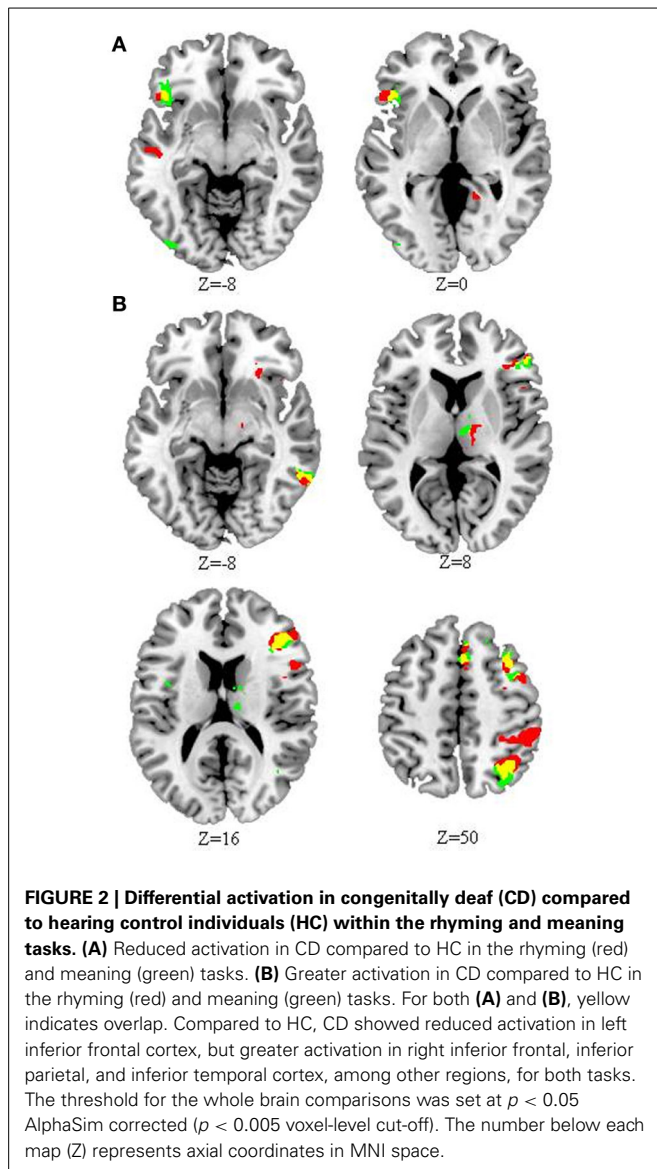 A
Z=-8 Z=0
B
Z=-8 Z=8
Z=16 Z=50
FIGURE 2 | Differential activation in congenitally deaf (CD) compared
to hearing control individuals (HC) within the rhyming and meaning
tasks. (A) Reduced activation in CD compared to HC in the rhyming (red)
and meaning (green) tasks. (B) Greater activation in CD compared to HC in
the rhyming (red) and meaning (green) tasks. For both (A) and (B), yellow
indicates overlap. Compared to HC, CD showed reduced activation in left
inferior frontal cortex, but greater activation in right inferior frontal, inferior
parietal, and inferior temporal cortex, among other regions, for both tasks.
The threshold for the whole brain comparisons was set at p < 0.05
AlphaSim corrected (p < 0.005 voxel-level cut-off). The number below each
map (Z) represents axial coordinates in MNI space.